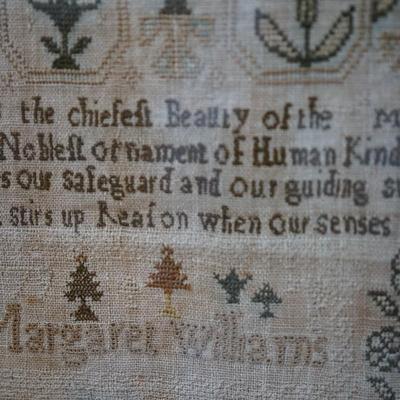 the chiefeſt Beauty of the
Nobleſt ornament of Human Kind
s our safeguard and our guiding
stirs up Reaſon when our senses
Margaret Williams